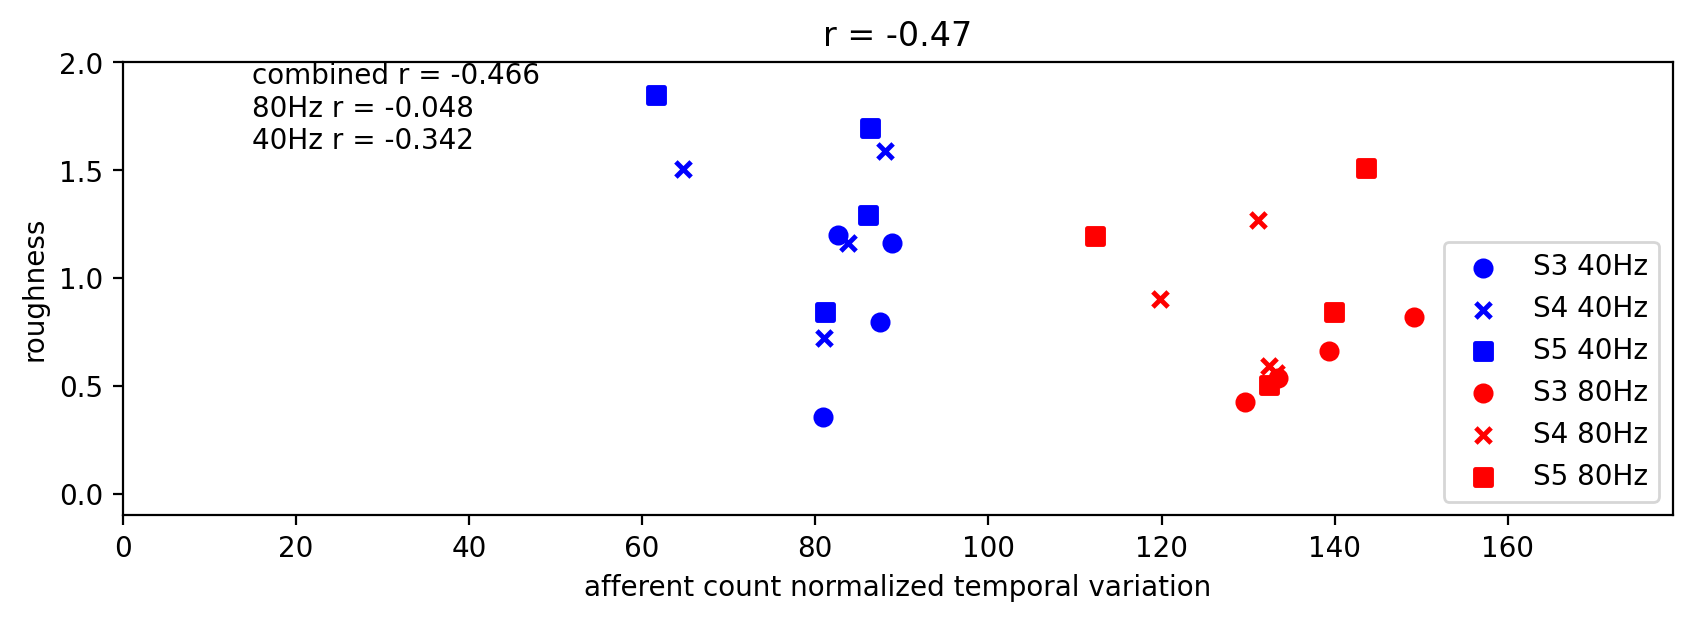 r = -0.47
combined r = -0.466
80Hz r = -0.048
40Hz r = -0.342
2.0
1.5
1.0
0.5
0.0
roughness
S3 40Hz
S4 40Hz
S5 40Hz
S3 80Hz
S4 80Hz
S5 80Hz
0 20 40 60 80 100 120 140 160
afferent count normalized temporal variation